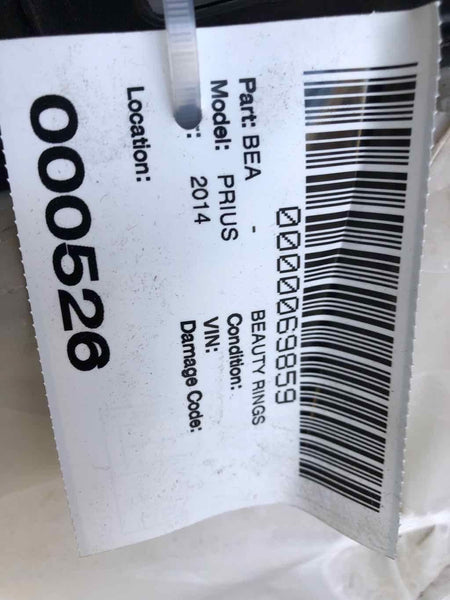 0000069859
Part: BEA - BEAUTY RINGS
Model: PRIUS Condition:
: 2014 VIN:
Damage Code:
Location:
000526